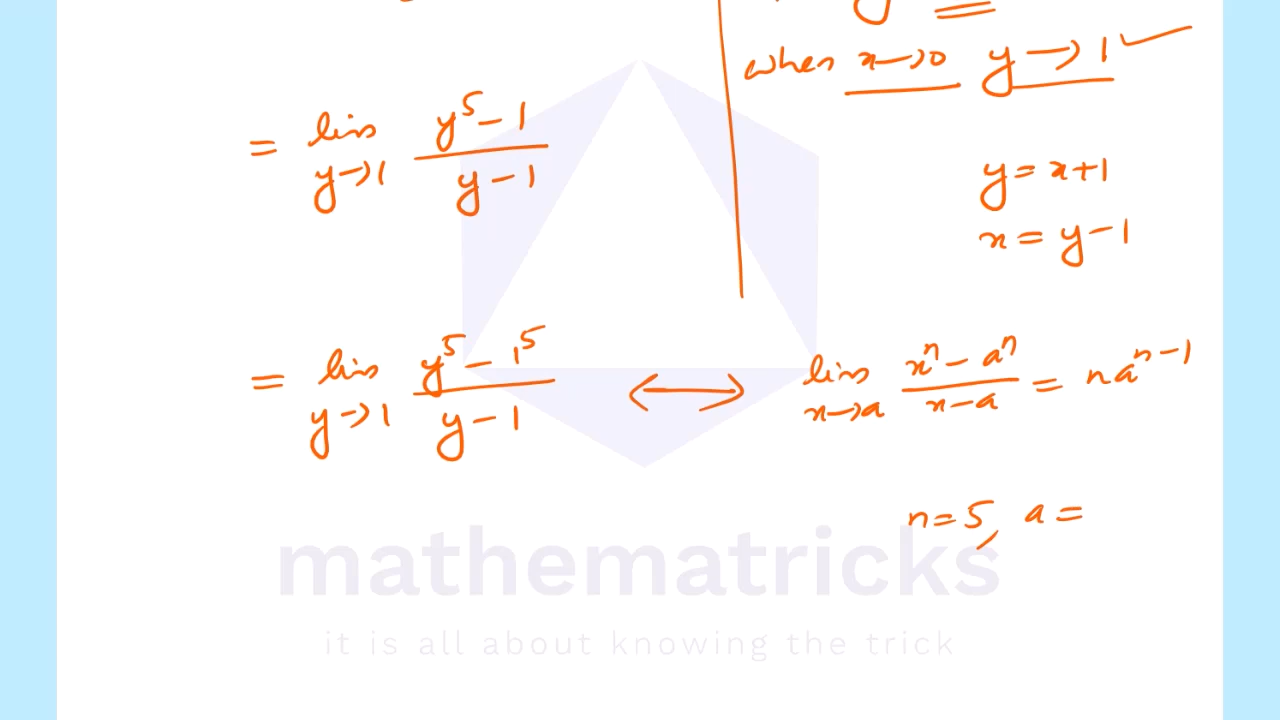 when x→0 y→1 ✓
= lim y→1 (y^5 - 1)/(y - 1)
y = x+1
x = y-1
= lim y→1 (y^5 - 1^5)/(y - 1) ⟷ lim x→a (x^n - a^n)/(x - a) = na^(n-1)
n=5, a=
mathematricks
it is all about knowing the trick